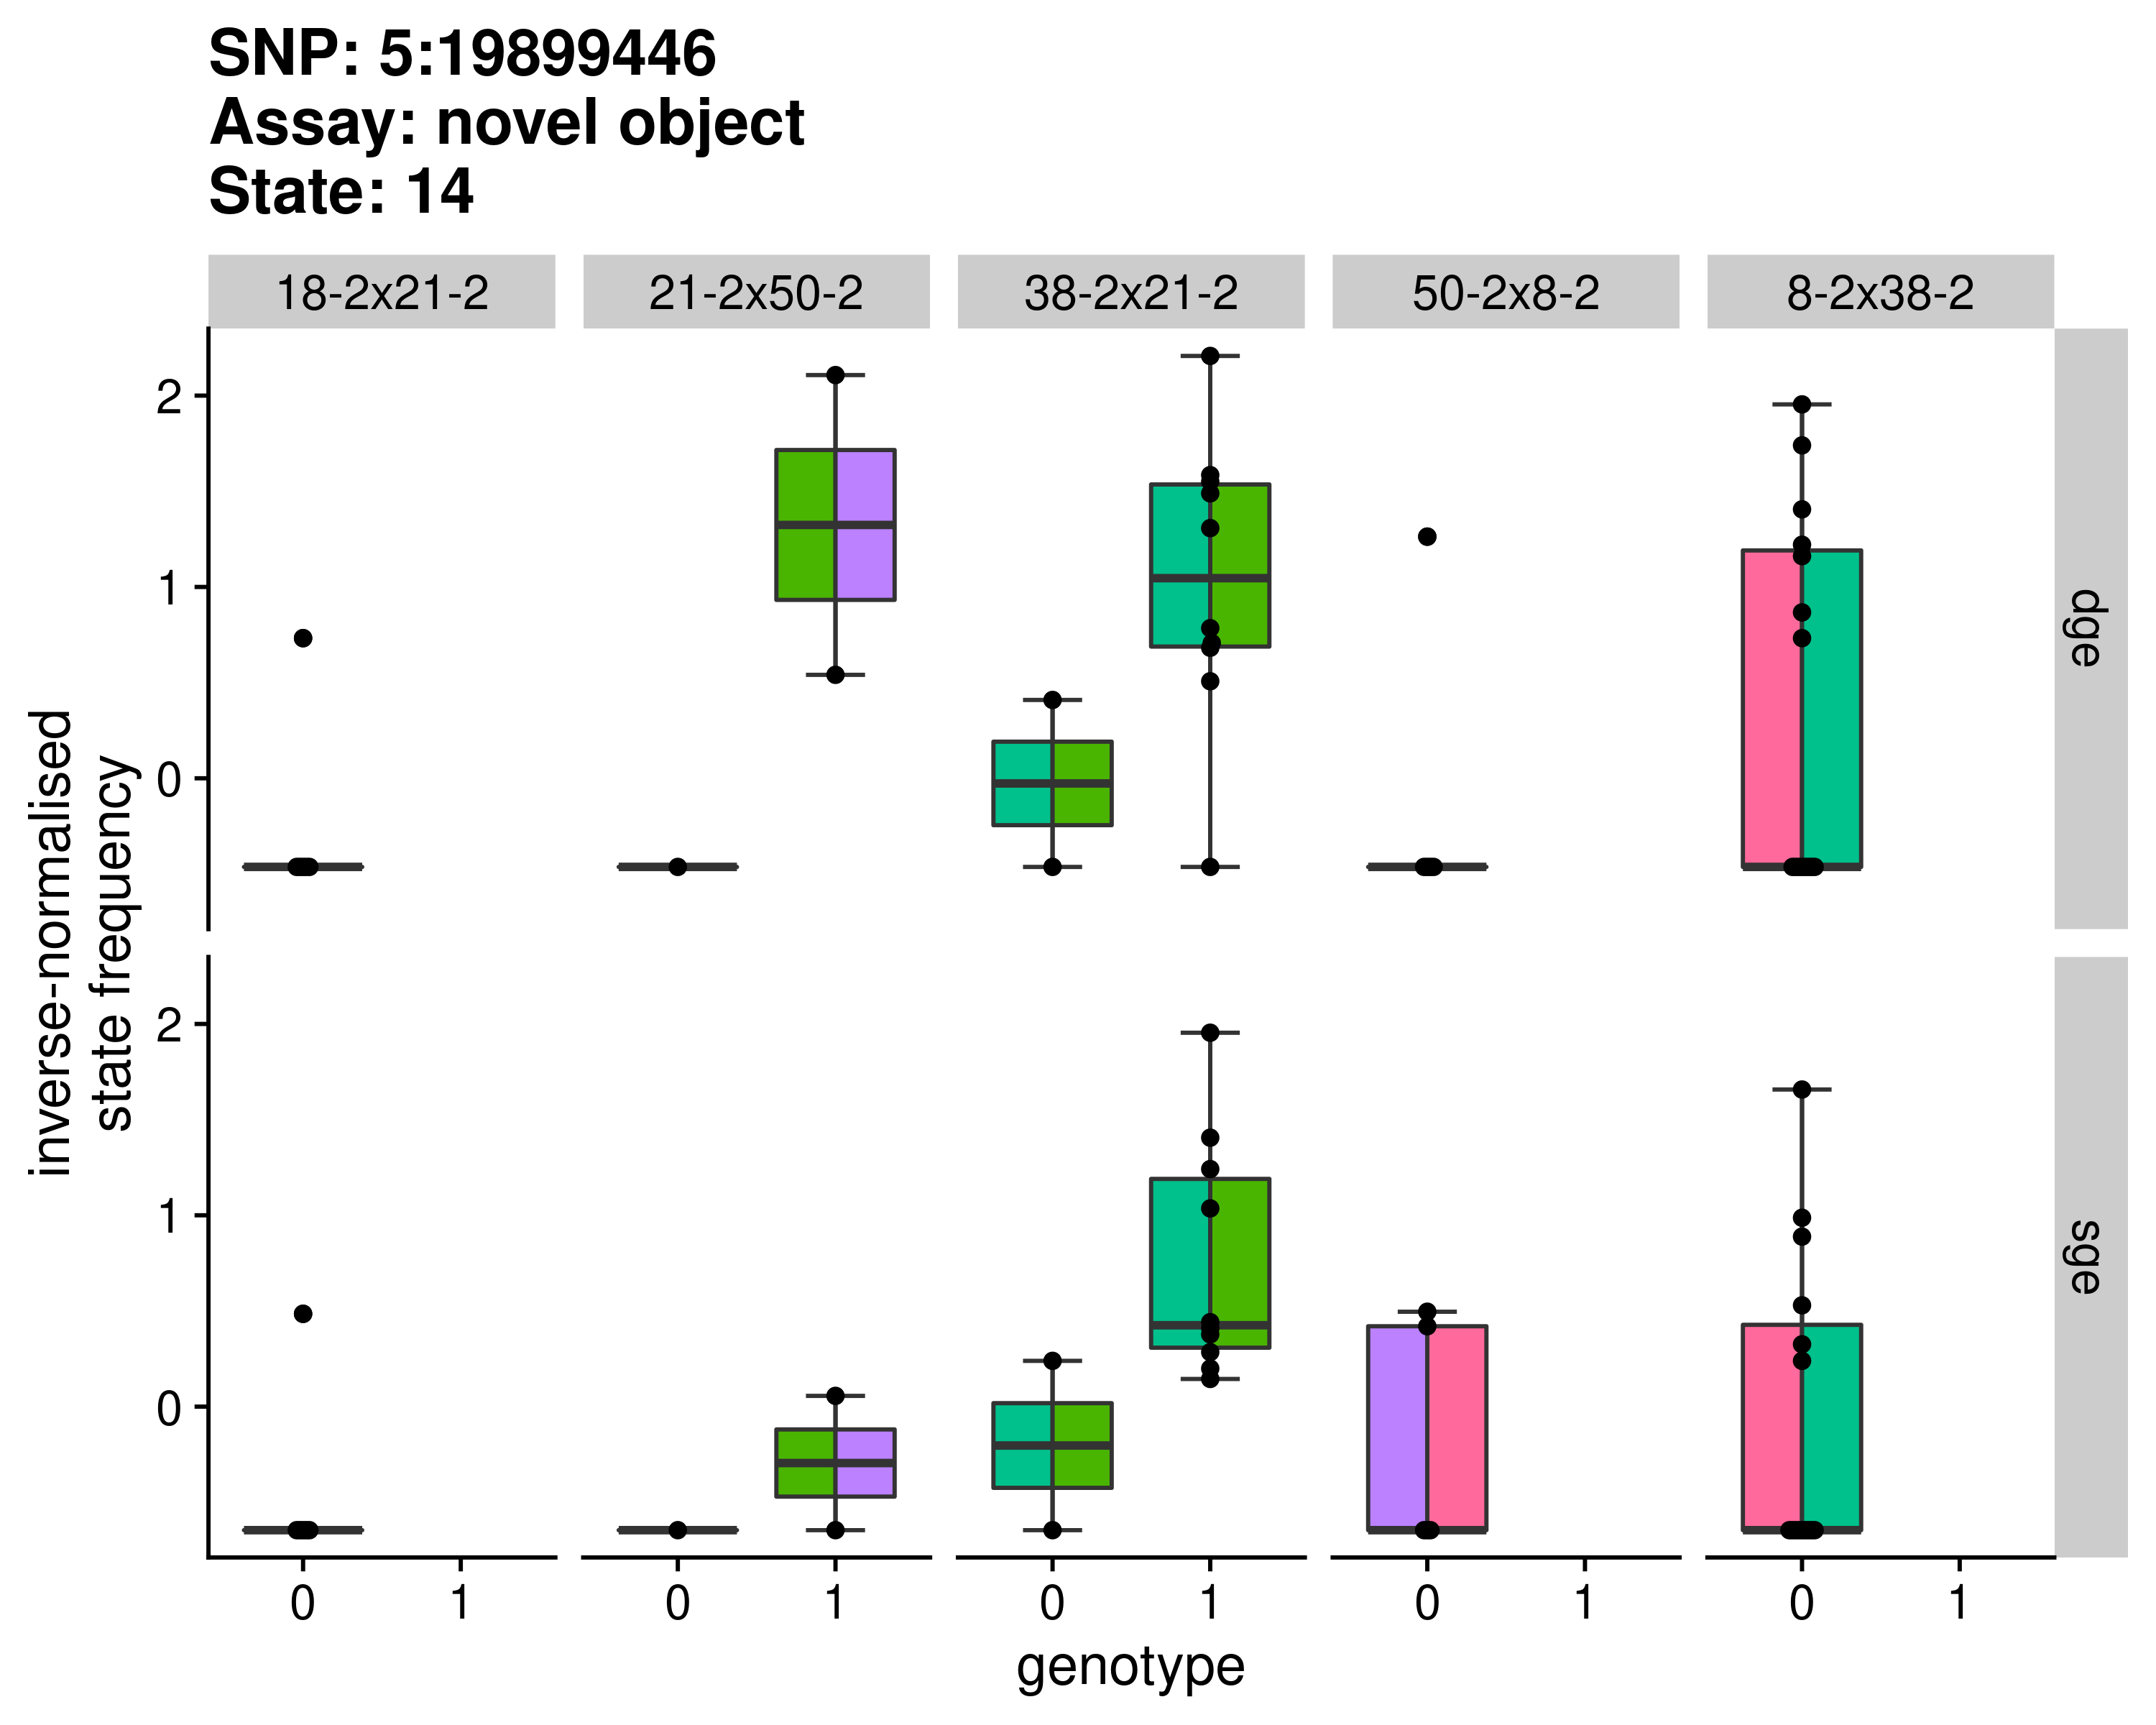 SNP: 5:19899446
Assay: novel object
State: 14
18-2x21-2
21-2x50-2
38-2x21-2
50-2x8-2
8-2x38-2
inverse-normalised
state frequency
2
1
0
dge
2
1
0
sge
0
1
0
1
0
1
0
1
0
1
genotype